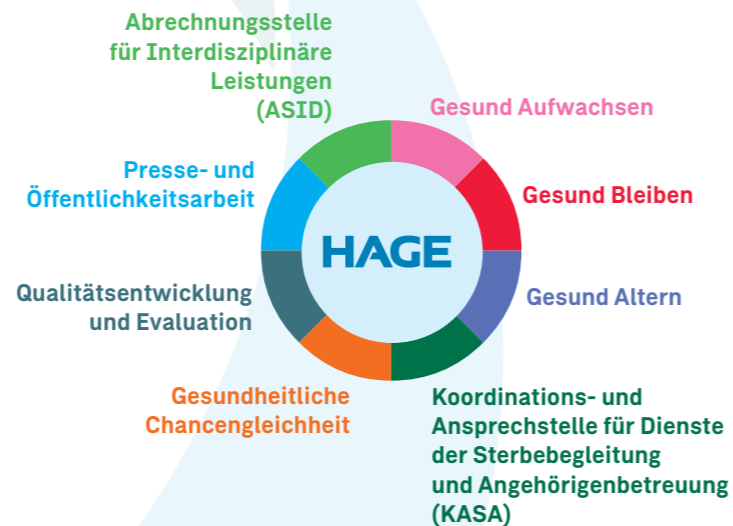 Abrechnungsstelle
für Interdisziplinäre
Leistungen
(ASID)
Gesund Aufwachsen
Presse- und
Öffentlichkeitsarbeit
Gesund Bleiben
HAGE
Qualitätsentwicklung
und Evaluation
Gesund Altern
Gesundheitliche
Chancengleichheit
Koordinations- und
Ansprechstelle für Dienste
der Sterbebegleitung
und Angehörigenbetreuung
(KASA)